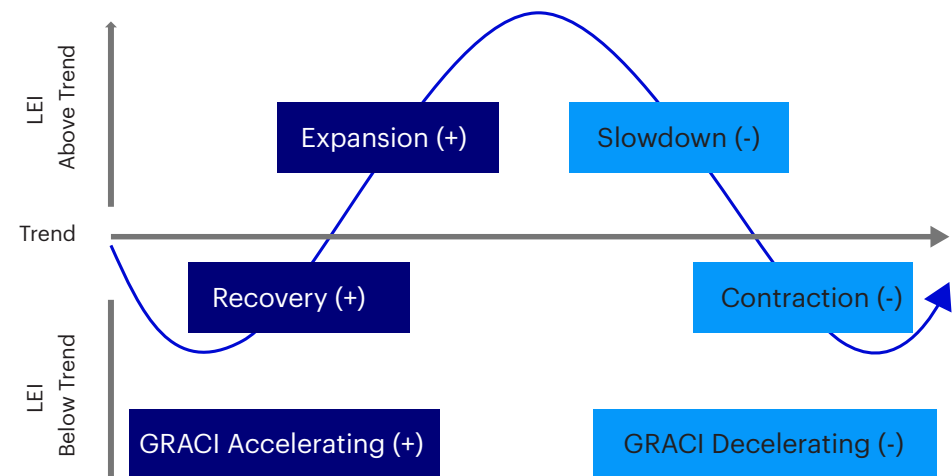 LEI
Above Trend
Expansion (+)
Slowdown (-)
Trend
Recovery (+)
Contraction (-)
LEI
Below Trend
GRACI Accelerating (+)
GRACI Decelerating (-)